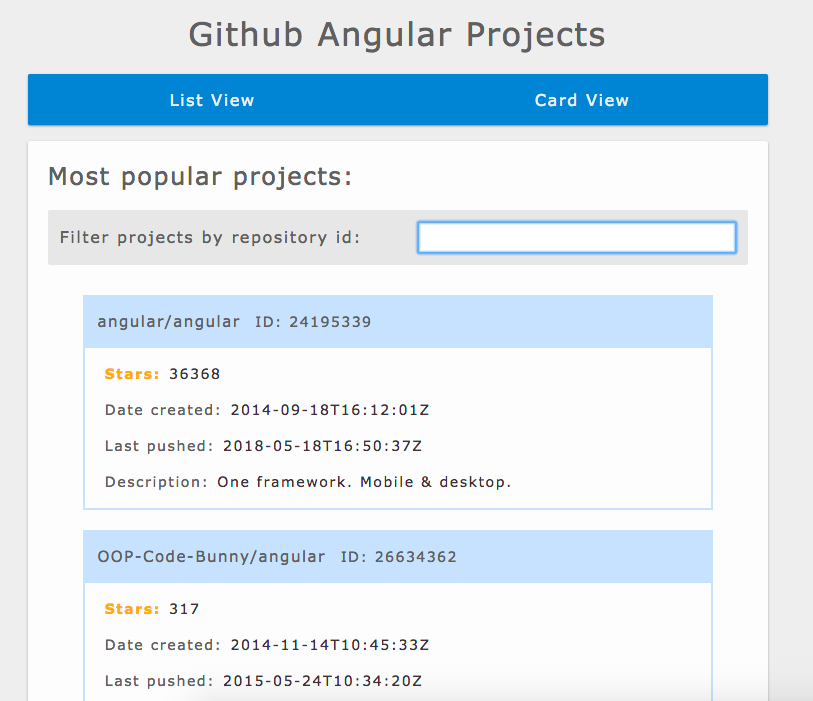 Github Angular Projects
List View Card View
Most popular projects:
Filter projects by repository id:
angular/angular ID: 24195339
Stars: 36368
Date created: 2014-09-18T16:12:01Z
Last pushed: 2018-05-18T16:50:37Z
Description: One framework. Mobile & desktop.
OOP-Code-Bunny/angular ID: 26634362
Stars: 317
Date created: 2014-11-14T10:45:33Z
Last pushed: 2015-05-24T10:34:20Z